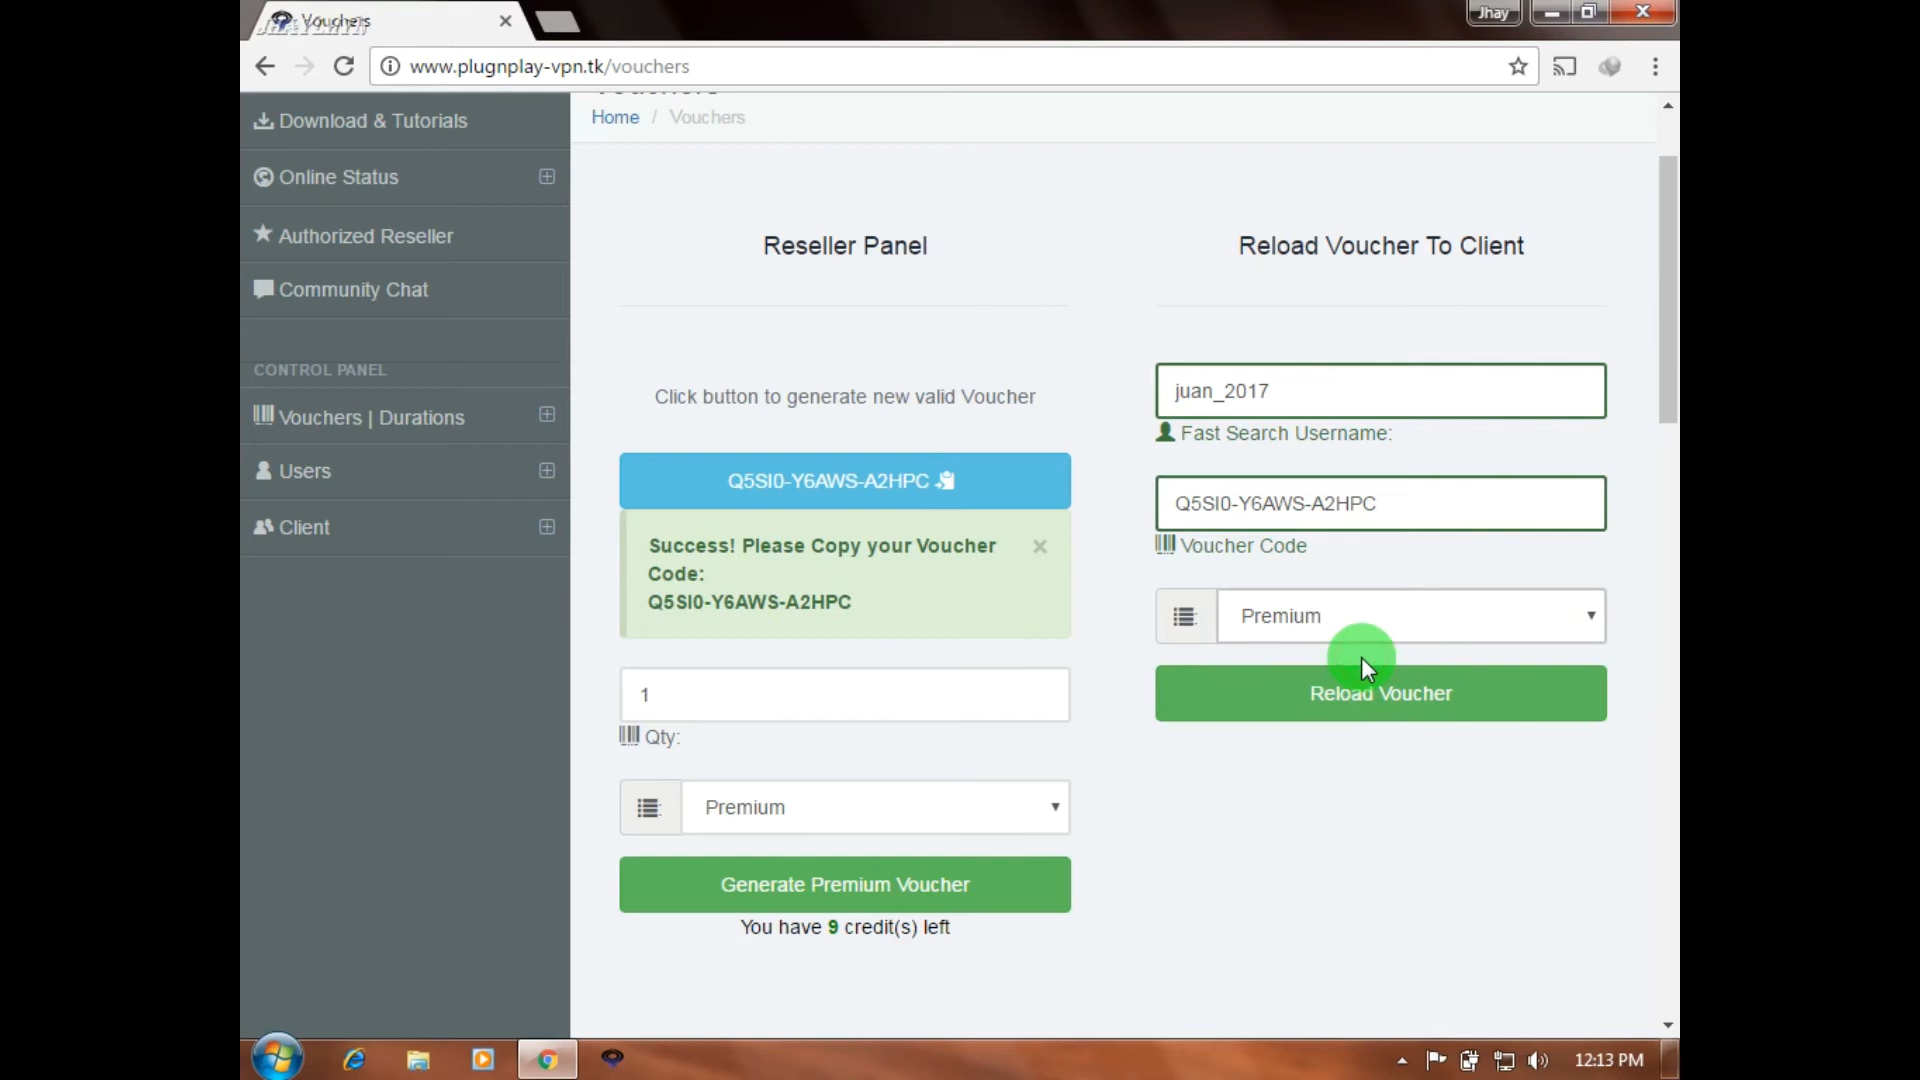 Vouchers
Jhay
www.plugnplay-vpn.tk/vouchers
Download & Tutorials
Online Status
Authorized Reseller
Community Chat
CONTROL PANEL
Vouchers | Durations
Users
Client
Home / Vouchers
Reseller Panel
Click button to generate new valid Voucher
Q5SI0-Y6AWS-A2HPC
Success! Please Copy your Voucher
Code:
Q5SI0-Y6AWS-A2HPC
1
Qty:
Premium
Generate Premium Voucher
You have 9 credit(s) left
Reload Voucher To Client
juan_2017
Fast Search Username:
Q5SI0-Y6AWS-A2HPC
Voucher Code
Premium
Reload Voucher
12:13 PM